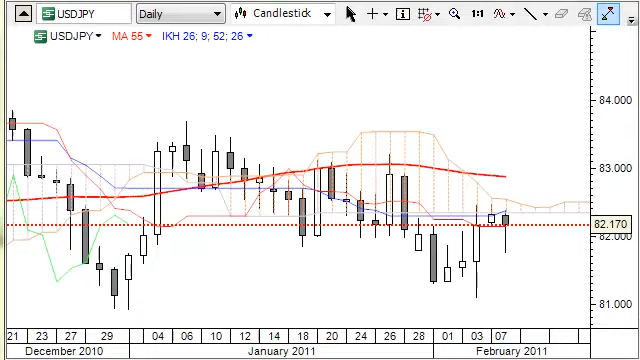 USDJPY Daily Candlestick 1:1
USDJPY MA 55 IKH 26; 9; 52; 26
84.000
83.000
82.170
82.000
81.000
21 23 27 29 04 06 10 12 14 18 20 24 26 28 01 03 07
December 2010 January 2011 February 2011